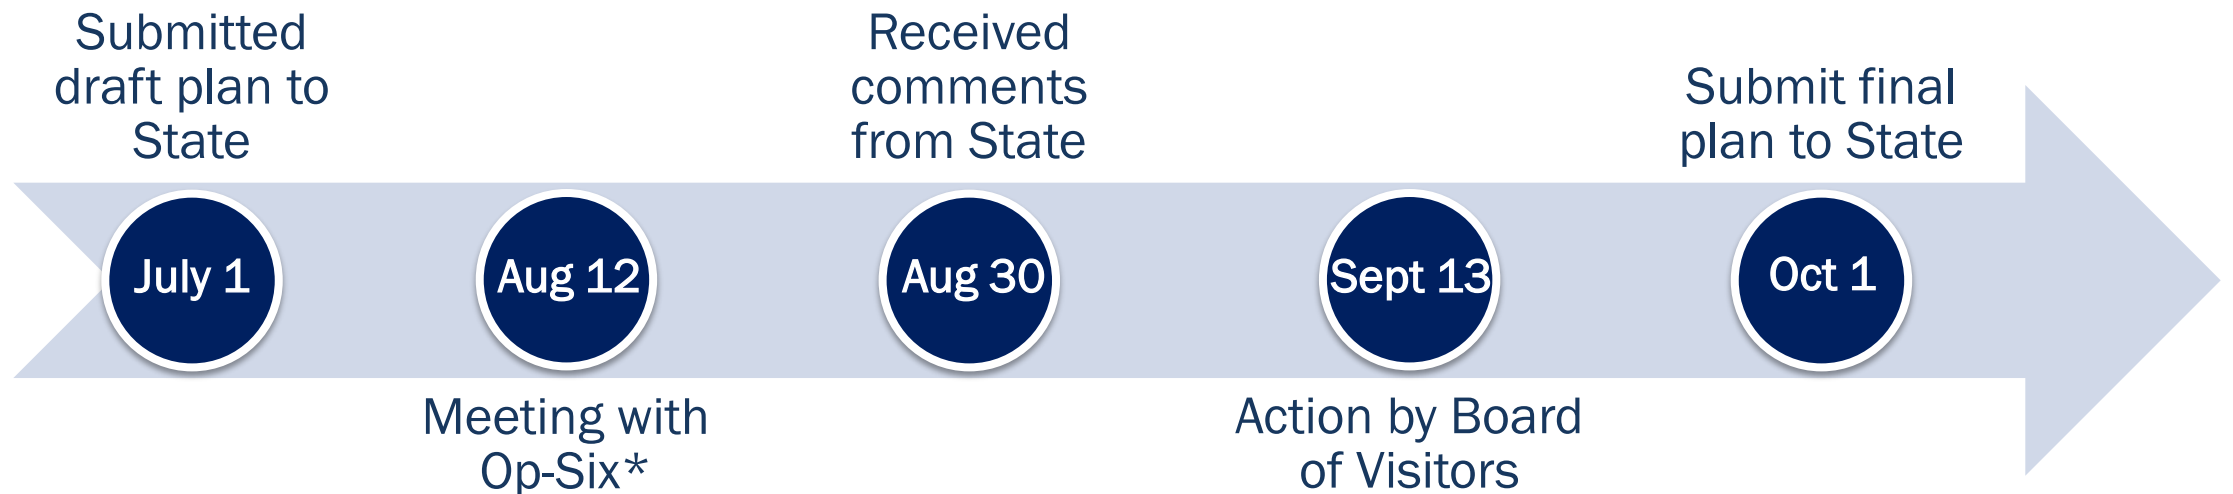 Submitted
draft plan to
State
Received
comments
from State
Submit final
plan to State
July 1
Aug 12
Aug 30
Sept 13
Oct 1
Meeting with
Op-Six*
Action by Board
of Visitors